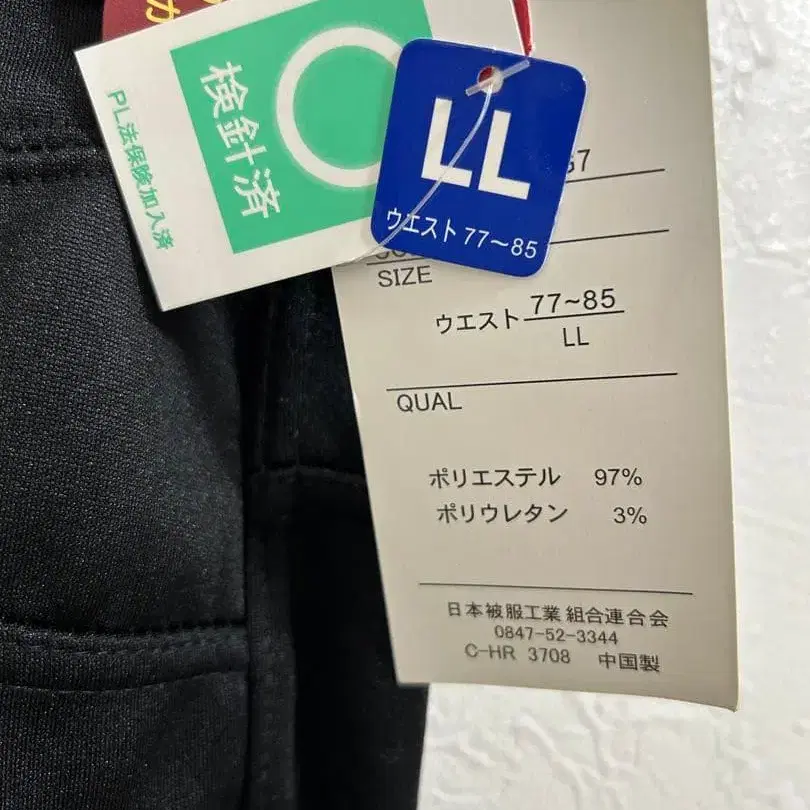 カ
検針済
PL法保険加入済
LL
ウエスト 77～85
7
SIZE
ウエスト 77~85
LL
QUAL
ポリエステル 97%
ポリウレタン 3%
日本被服工業組合連合会
0847-52-3344
C-HR 3708 中国製